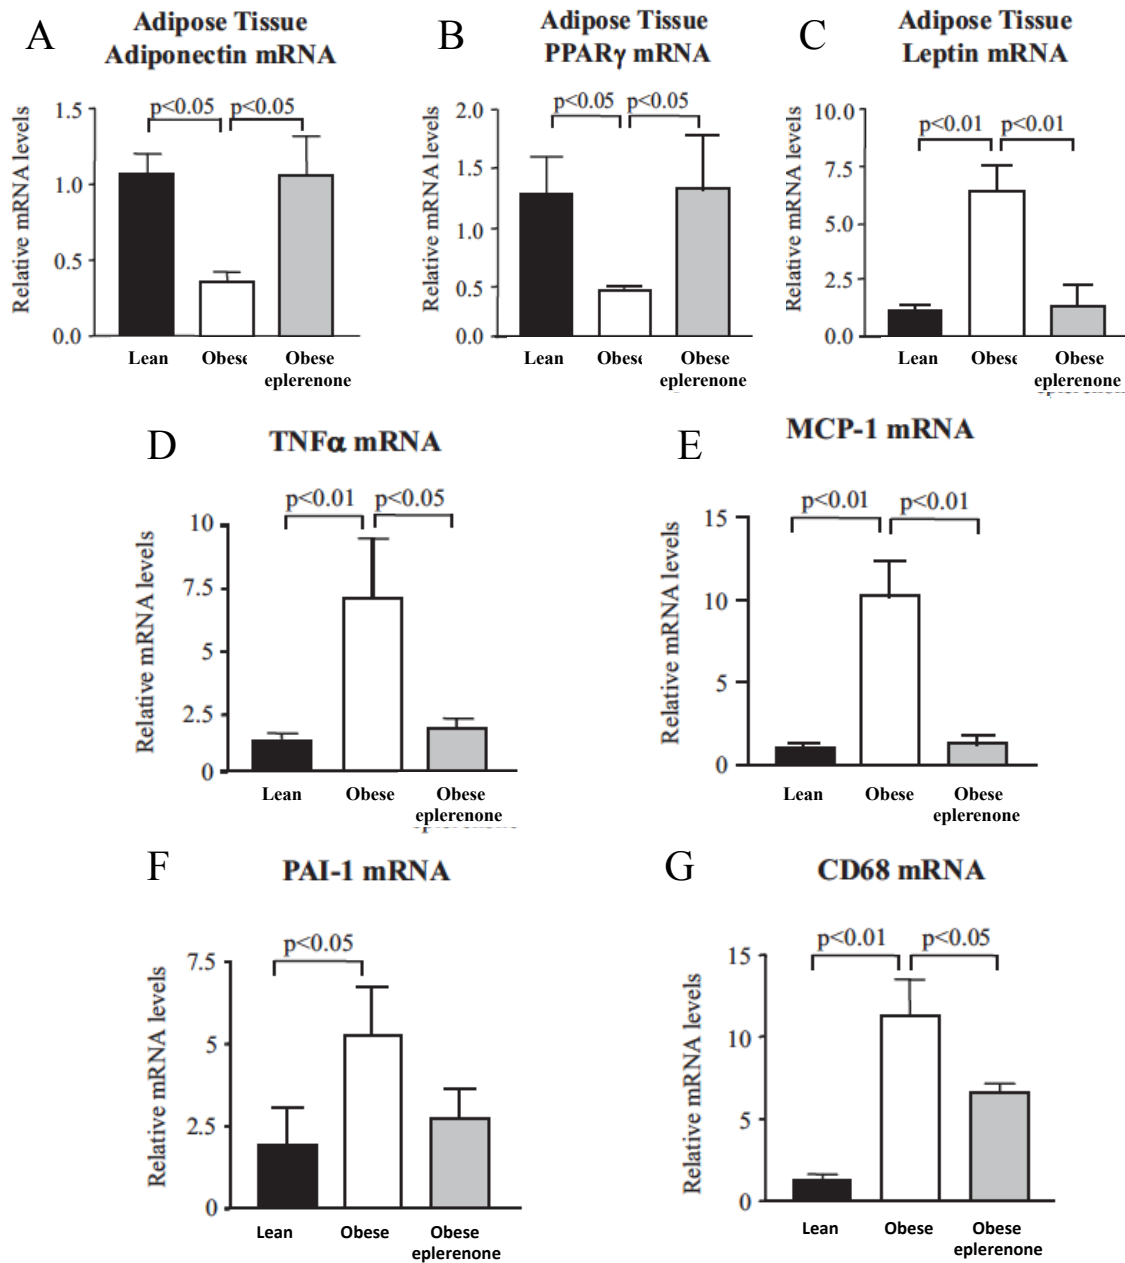 A
Adipose Tissue
Adiponectin mRNA
Relative mRNA levels
1.5
1.0
0.5
0.0
p<0.05
p<0.05
Lean
Obese
Obese
eplerenone
B
Adipose Tissue
PPARγ mRNA
Relative mRNA levels
2.0
1.5
1.0
0.5
0.0
p<0.05
p<0.05
Lean
Obese
Obese
eplerenone
C
Adipose Tissue
Leptin mRNA
Relative mRNA levels
10.0
7.5
5.0
2.5
0.0
p<0.01
p<0.01
Lean
Obese
Obese
eplerenone
D
TNFα mRNA
Relative mRNA levels
10
7.5
5
2.5
0
p<0.01
p<0.05
Lean
Obese
Obese
eplerenone
E
MCP-1 mRNA
Relative mRNA levels
15
10
5
0
p<0.01
p<0.01
Lean
Obese
Obese
eplerenone
F
PAI-1 mRNA
Relative mRNA levels
7.5
5
2.5
0
p<0.05
Lean
Obese
Obese
eplerenone
G
CD68 mRNA
Relative mRNA levels
15
10
5
0
p<0.01
p<0.05
Lean
Obese
Obese
eplerenone